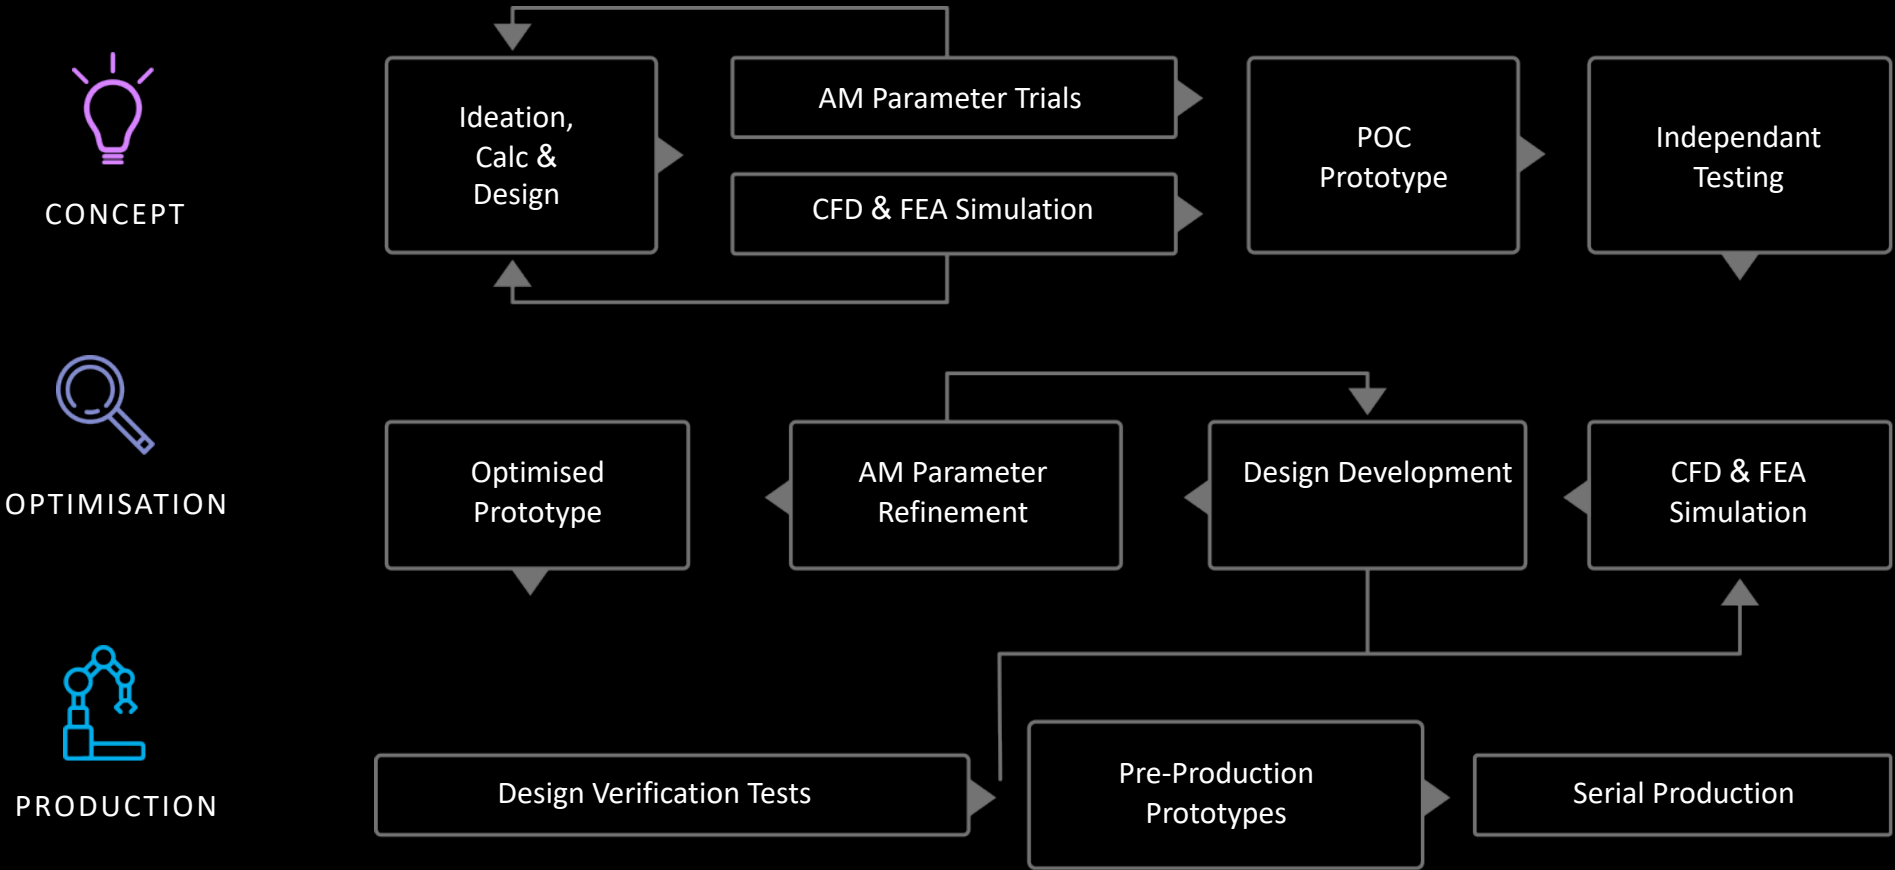 CONCEPT
Ideation,
Calc &
Design
AM Parameter Trials
CFD & FEA Simulation
POC
Prototype
Independant
Testing
OPTIMISATION
Optimised
Prototype
AM Parameter
Refinement
Design Development
CFD & FEA
Simulation
PRODUCTION
Design Verification Tests
Pre-Production
Prototypes
Serial Production